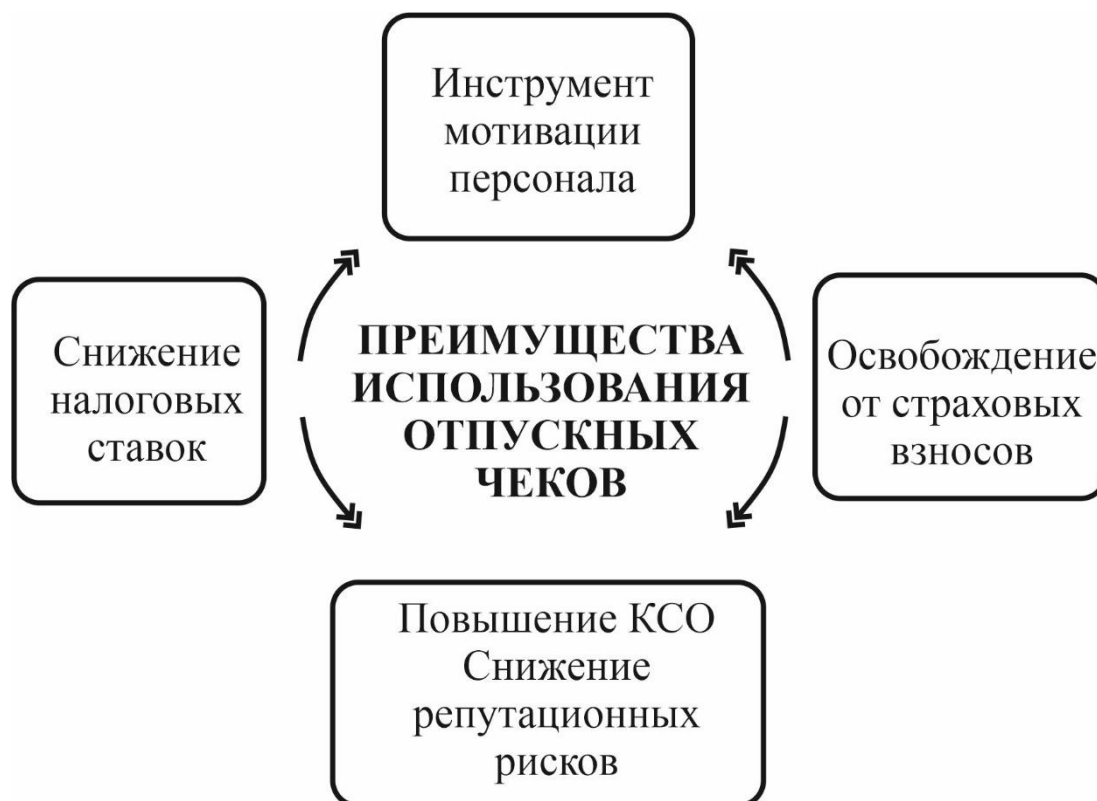 Инструмент
мотивации
персонала
Снижение
налоговых
ставок
ПРЕИМУЩЕСТВА
ИСПОЛЬЗОВАНИЯ
ОТПУСКНЫХ
ЧЕКОВ
Освобождение
от страховых
взносов
Повышение КСО
Снижение
репутационных
рисков